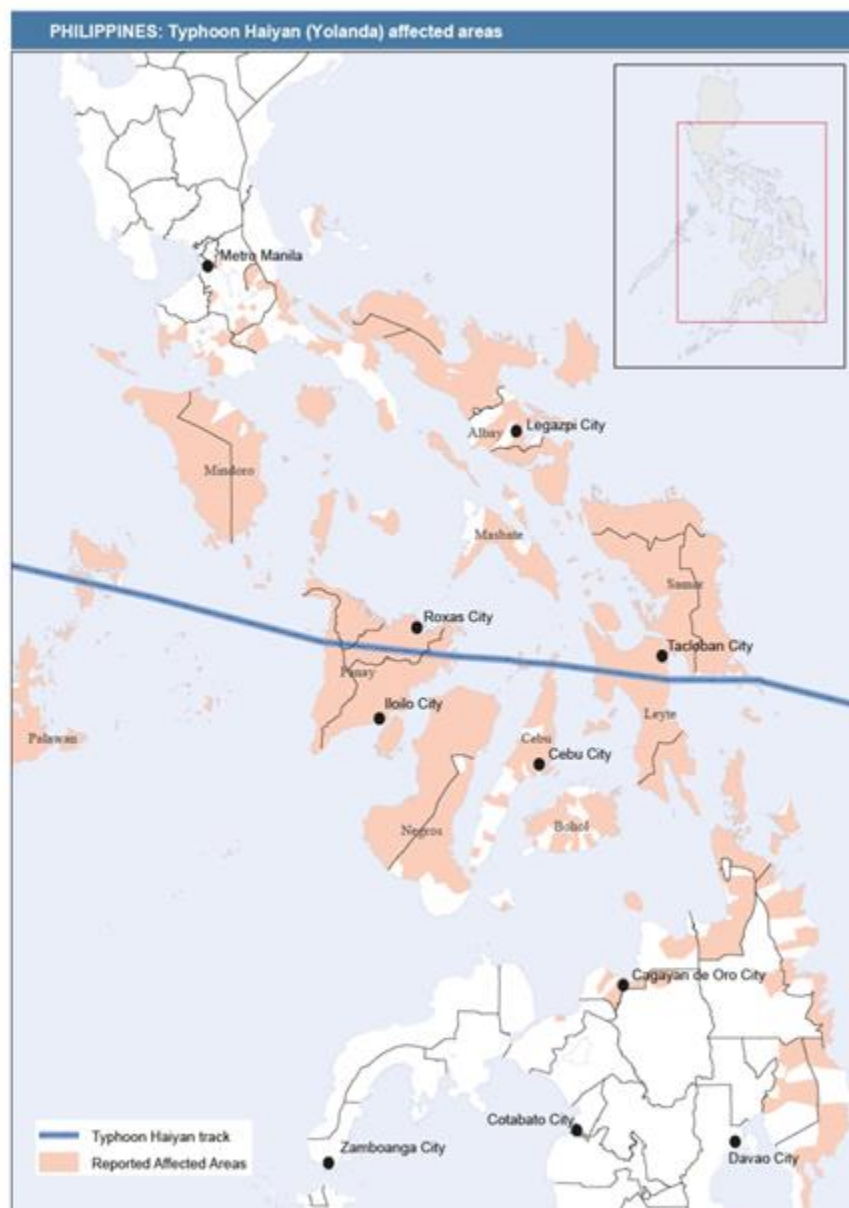 PHILIPPINES: Typhoon Haiyan (Yolanda) affected areas
Metro Manila
Legazpi City
Albay
Mindoro
Masbate
Samar
Roxas City
Tacloban City
Panay
Iloilo City
Leyte
Palawan
Cebu
Cebu City
Negros
Bohol
Cagayan de Oro City
Cotabato City
Typhoon Haiyan track
Zamboanga City
Davao City
Reported Affected Areas